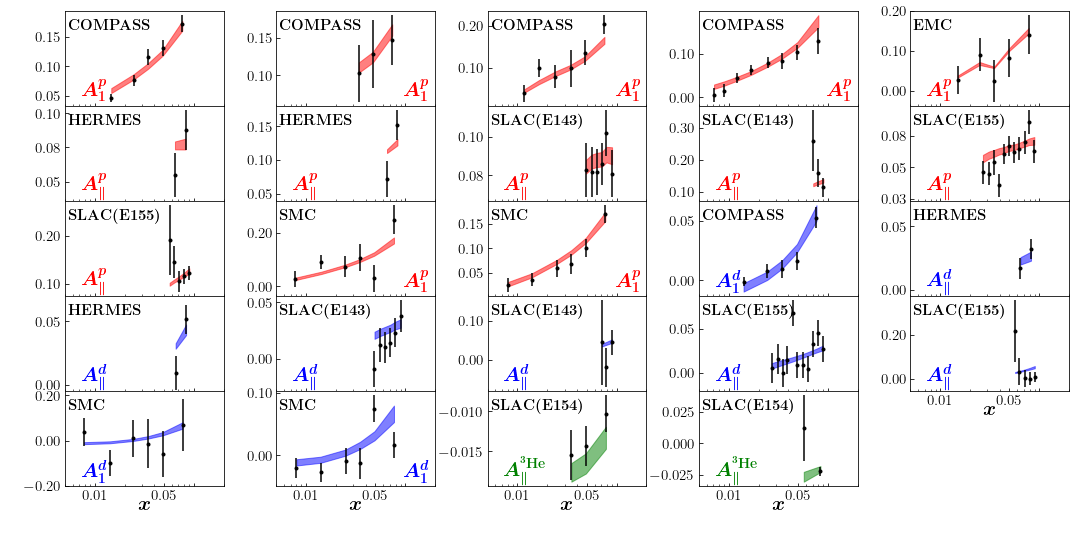 COMPASS
0.15
0.10
0.05
A_1^p
COMPASS
0.15
0.10
A_1^p
COMPASS
0.20
0.10
A_1^p
COMPASS
0.10
0.00
A_1^p
EMC
0.20
0.10
0.00
A_1^p
HERMES
0.10
0.08
0.05
A_||^p
HERMES
0.15
0.10
0.05
A_||^p
SLAC(E143)
0.10
0.08
A_||^p
SLAC(E143)
0.30
0.20
0.10
A_||^p
SLAC(E155)
0.08
0.05
0.03
A_||^p
SLAC(E155)
0.20
0.10
A_||^p
SMC
0.20
0.00
A_1^p
SMC
0.15
0.10
0.05
A_1^p
COMPASS
0.05
0.00
A_1^d
HERMES
0.05
0.00
A_||^d
HERMES
0.05
0.00
A_||^d
SLAC(E143)
0.05
0.00
A_||^d
SLAC(E143)
0.10
0.00
A_||^d
SLAC(E155)
0.05
0.00
A_||^d
SLAC(E155)
0.20
0.00
A_||^d
0.01 0.05
x
SMC
0.20
0.00
−0.20
A_1^d
0.01 0.05
x
SMC
0.10
0.00
A_1^d
0.01 0.05
x
SLAC(E154)
−0.010
−0.015
A_||^3He
0.01 0.05
x
SLAC(E154)
0.025
0.000
−0.025
A_||^3He
0.01 0.05
x